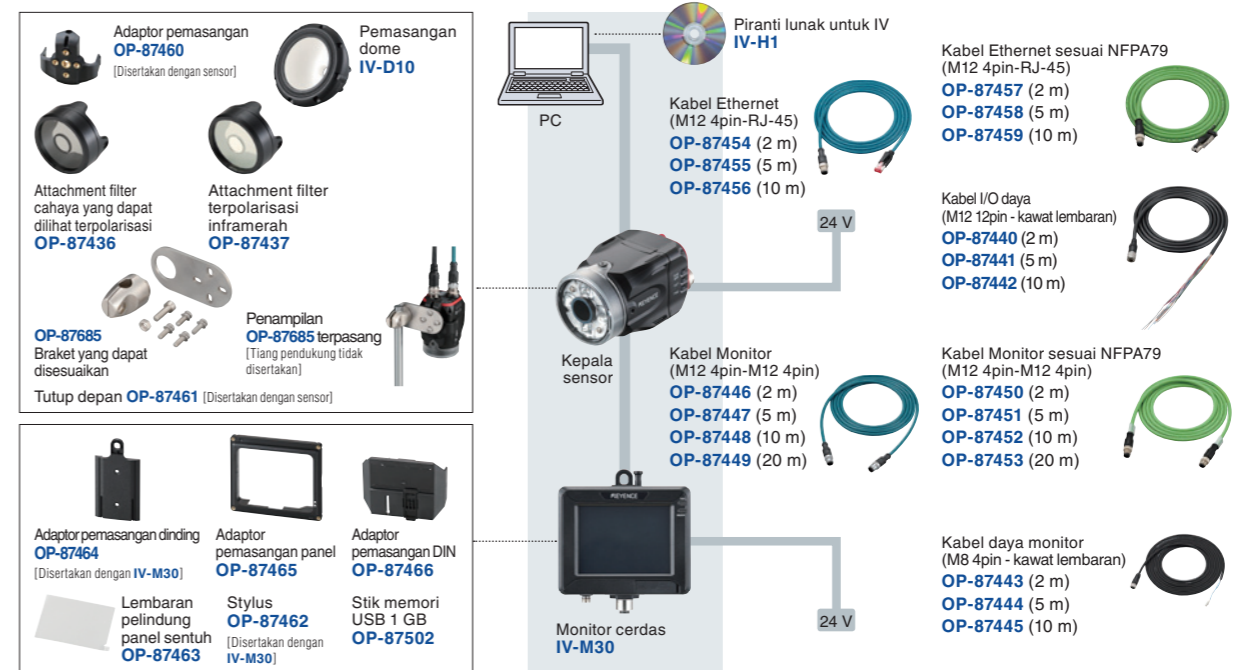 Adaptor pemasangan
OP-87460
[Disertakan dengan sensor]
Pemasangan
dome
IV-D10
Attachment filter
cahaya yang dapat
dilihat terpolarisasi
OP-87436
Attachment filter
terpolarisasi
inframerah
OP-87437
OP-87685
Braket yang dapat
disesuaikan
Penampilan
OP-87685 terpasang
[Tiang pendukung tidak
disertakan]
Tutup depan OP-87461 [Disertakan dengan sensor]
Adaptor pemasangan dinding
OP-87464
[Disertakan dengan IV-M30]
Adaptor
pemasangan panel
OP-87465
Adaptor
pemasangan DIN
OP-87466
Lembaran
pelindung
panel sentuh
OP-87463
Stylus
OP-87462
[Disertakan dengan
IV-M30]
Stik memori
USB 1 GB
OP-87502
PC
Piranti lunak untuk IV
IV-H1
Kabel Ethernet
(M12 4pin-RJ-45)
OP-87454 (2 m)
OP-87455 (5 m)
OP-87456 (10 m)
24 V
KEYENCE
Kepala
sensor
Kabel Monitor
(M12 4pin-M12 4pin)
OP-87446 (2 m)
OP-87447 (5 m)
OP-87448 (10 m)
OP-87449 (20 m)
KEYENCE
Monitor cerdas
IV-M30
24 V
Kabel Ethernet sesuai NFPA79
(M12 4pin-RJ-45)
OP-87457 (2 m)
OP-87458 (5 m)
OP-87459 (10 m)
Kabel I/O daya
(M12 12pin - kawat lembaran)
OP-87440 (2 m)
OP-87441 (5 m)
OP-87442 (10 m)
Kabel Monitor sesuai NFPA79
(M12 4pin-M12 4pin)
OP-87450 (2 m)
OP-87451 (5 m)
OP-87452 (10 m)
OP-87453 (20 m)
Kabel daya monitor
(M8 4pin - kawat lembaran)
OP-87443 (2 m)
OP-87444 (5 m)
OP-87445 (10 m)